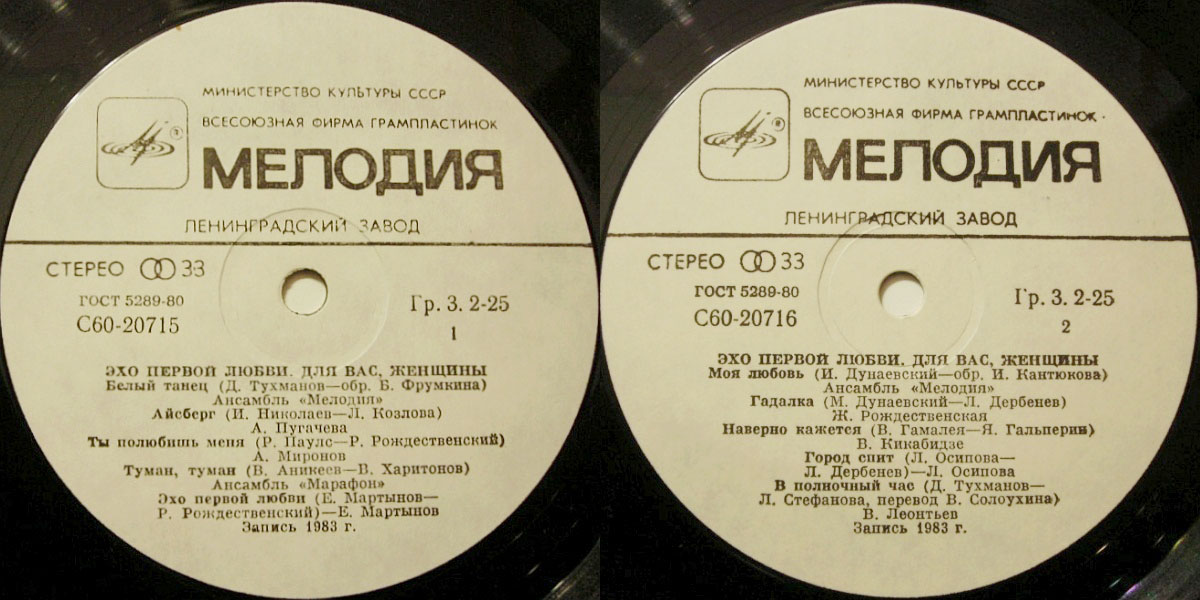 МИНИСТЕРСТВО КУЛЬТУРЫ СССР
ВСЕСОЮЗНАЯ ФИРМА ГРАМПЛАСТИНОК
МЕЛОДИЯ
ЛЕНИНГРАДСКИЙ ЗАВОД
СТЕРЕО 33
ГОСТ 5289-80
Гр. 3. 2-25
С60-20715
1
ЭХО ПЕРВОЙ ЛЮБВИ. ДЛЯ ВАС, ЖЕНЩИНЫ
Белый танец (Д. Тухманов—обр. Б. Фрумкина)
Ансамбль «Мелодия»
Айсберг (И. Николаев—Л. Козлова)
А. Пугачева
Ты полюбишь меня (Р. Паулс—Р. Рождественский)
А. Миронов
Туман, туман (В. Аникеев—В. Харитонов)
Ансамбль «Марафон»
Эхо первой любви (Е. Мартынов—
Р. Рождественский)—Е. Мартынов
Запись 1983 г.
МИНИСТЕРСТВО КУЛЬТУРЫ СССР
ВСЕСОЮЗНАЯ ФИРМА ГРАМПЛАСТИНОК
МЕЛОДИЯ
ЛЕНИНГРАДСКИЙ ЗАВОД
СТЕРЕО 33
ГОСТ 5289-80
Гр. 3. 2-25
С60-20716
2
ЭХО ПЕРВОЙ ЛЮБВИ. ДЛЯ ВАС, ЖЕНЩИНЫ
Моя любовь (И. Дунаевский—обр. И. Кантюкова)
Ансамбль «Мелодия»
Гадалка (М. Дунаевский—Л. Дербенев)
Ж. Рождественская
Наверно кажется (В. Гамалея—Я. Гальперин)
В. Кикабидзе
Город спит (Л. Осипова—
Л. Дербенев)—Л. Осипова
В полночный час (Д. Тухманов—
Л. Стефанова, перевод В. Солоухина)
В. Леонтьев
Запись 1983 г.